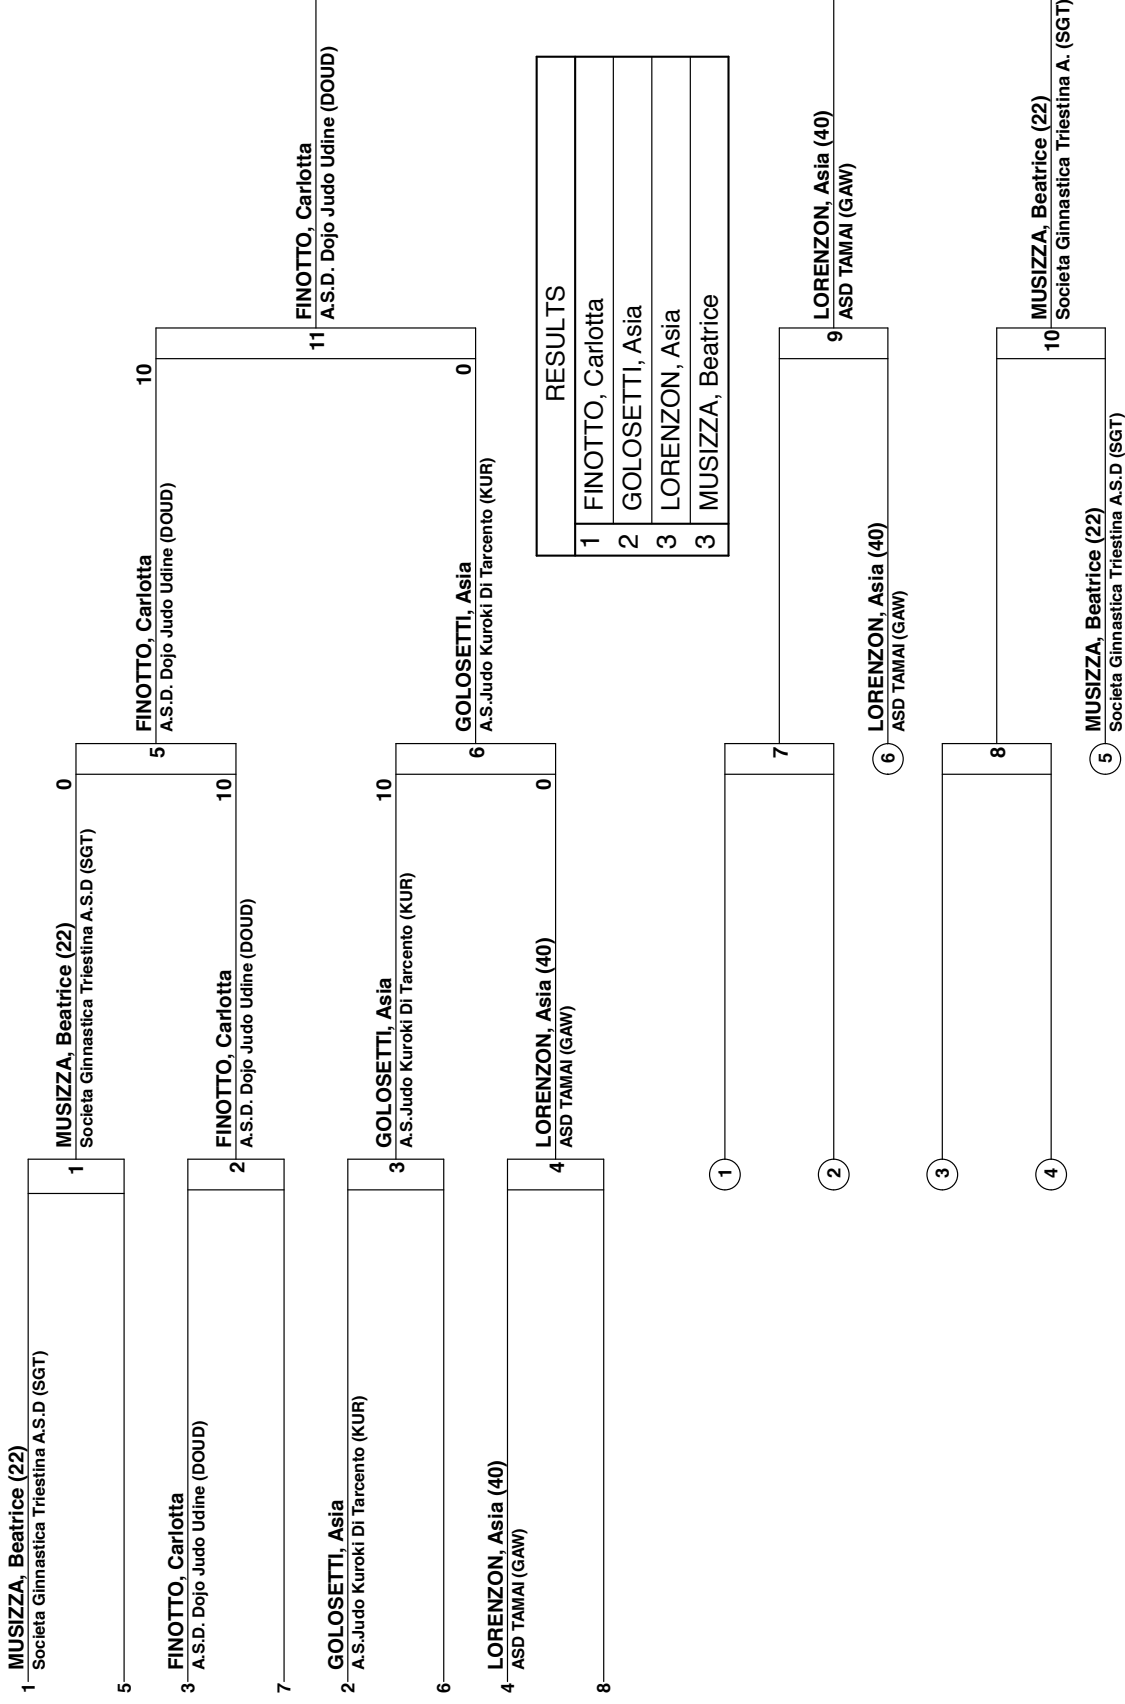 1
MUSIZZA, Beatrice (22)
Societa Ginnastica Triestina A.S.D (SGT)
5
3
FINOTTO, Carlotta
A.S.D. Dojo Judo Udine (DOUD)
7
2
GOLOSETTI, Asia
A.S.Judo Kuroki Di Tarcento (KUR)
6
4
LORENZON, Asia (40)
ASD TAMAI (GAW)
8
1
MUSIZZA, Beatrice (22)
Societa Ginnastica Triestina A.S.D (SGT)
0
2
FINOTTO, Carlotta
A.S.D. Dojo Judo Udine (DOUD)
10
3
GOLOSETTI, Asia
A.S.Judo Kuroki Di Tarcento (KUR)
10
4
LORENZON, Asia (40)
ASD TAMAI (GAW)
0
5
FINOTTO, Carlotta
A.S.D. Dojo Judo Udine (DOUD)
10
6
GOLOSETTI, Asia
A.S.Judo Kuroki Di Tarcento (KUR)
0
11
FINOTTO, Carlotta
A.S.D. Dojo Judo Udine (DOUD)
RESULTS
1 FINOTTO, Carlotta
2 GOLOSETTI, Asia
3 LORENZON, Asia
3 MUSIZZA, Beatrice
1
2
7
6
LORENZON, Asia (40)
ASD TAMAI (GAW)
9
LORENZON, Asia (40)
ASD TAMAI (GAW)
3
4
8
5
MUSIZZA, Beatrice (22)
Societa Ginnastica Triestina A.S.D (SGT)
10
MUSIZZA, Beatrice (22)
Societa Ginnastica Triestina A. (SGT)